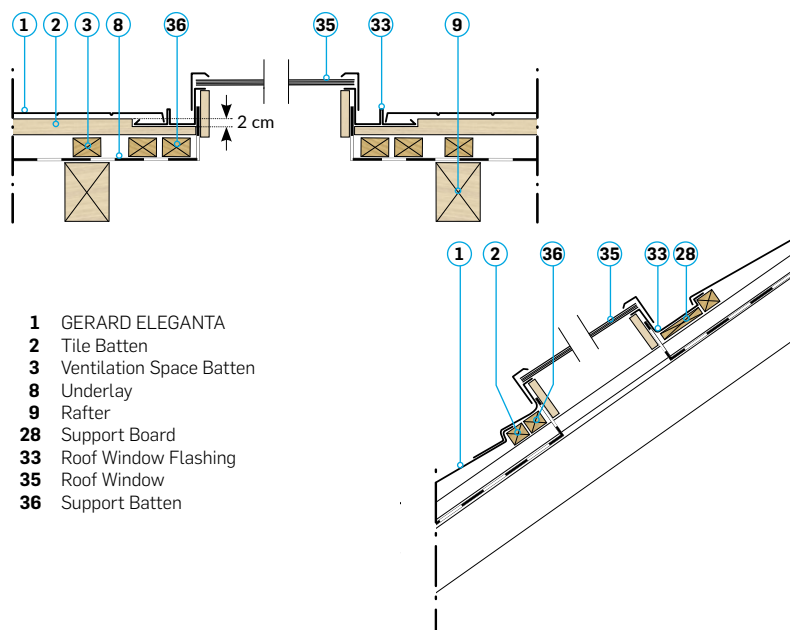 1 2 3 8 36 35 33 9
2 cm
1 2 36 35 33 28
1 GERARD ELEGANTA
2 Tile Batten
3 Ventilation Space Batten
8 Underlay
9 Rafter
28 Support Board
33 Roof Window Flashing
35 Roof Window
36 Support Batten